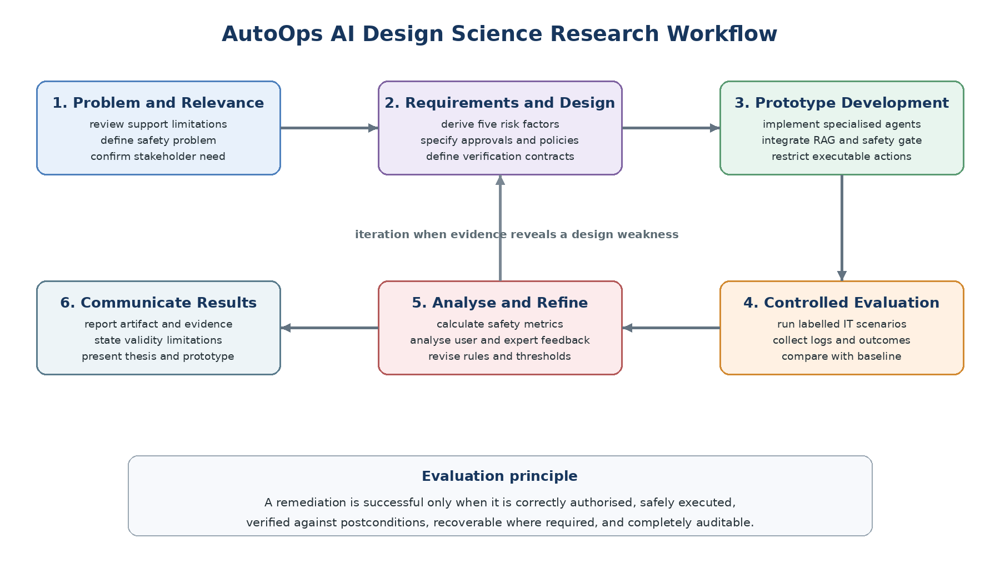 AutoOps AI Design Science Research Workflow
1. Problem and Relevance
review support limitations
define safety problem
confirm stakeholder need
2. Requirements and Design
derive five risk factors
specify approvals and policies
define verification contracts
3. Prototype Development
implement specialised agents
integrate RAG and safety gate
restrict executable actions
iteration when evidence reveals a design weakness
4. Controlled Evaluation
run labelled IT scenarios
collect logs and outcomes
compare with baseline
5. Analyse and Refine
calculate safety metrics
analyse user and expert feedback
revise rules and thresholds
6. Communicate Results
report artifact and evidence
state validity limitations
present thesis and prototype
Evaluation principle
A remediation is successful only when it is correctly authorised, safely executed,
verified against postconditions, recoverable where required, and completely auditable.